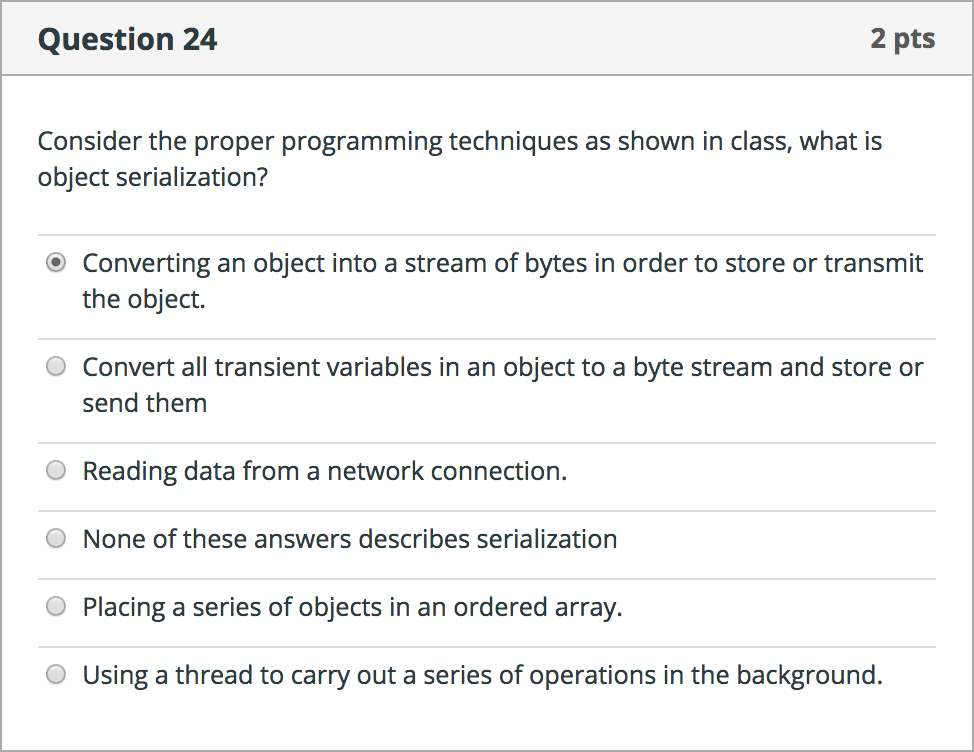 Question 24
2 pts
Consider the proper programming techniques as shown in class, what is
object serialization?
Converting an object into a stream of bytes in order to store or transmit
the object.
Convert all transient variables in an object to a byte stream and store or
send them
Reading data from a network connection.
None of these answers describes serialization
Placing a series of objects in an ordered array.
Using a thread to carry out a series of operations in the background.